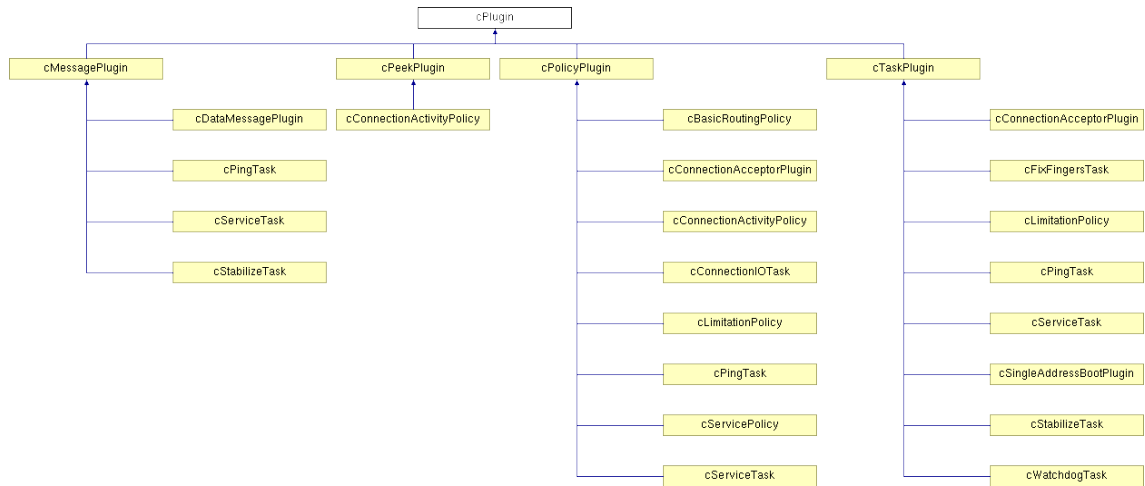 cPlugin
cMessagePlugin
cPeekPlugin
cPolicyPlugin
cTaskPlugin
cDataMessagePlugin
cConnectionActivityPolicy
cBasicRoutingPolicy
cConnectionAcceptorPlugin
cPingTask
cConnectionAcceptorPlugin
cFixFingersTask
cServiceTask
cConnectionActivityPolicy
cLimitationPolicy
cStabilizeTask
cConnectionIOTask
cPingTask
cLimitationPolicy
cServiceTask
cPingTask
cSingleAddressBootPlugin
cServicePolicy
cStabilizeTask
cServiceTask
cWatchdogTask